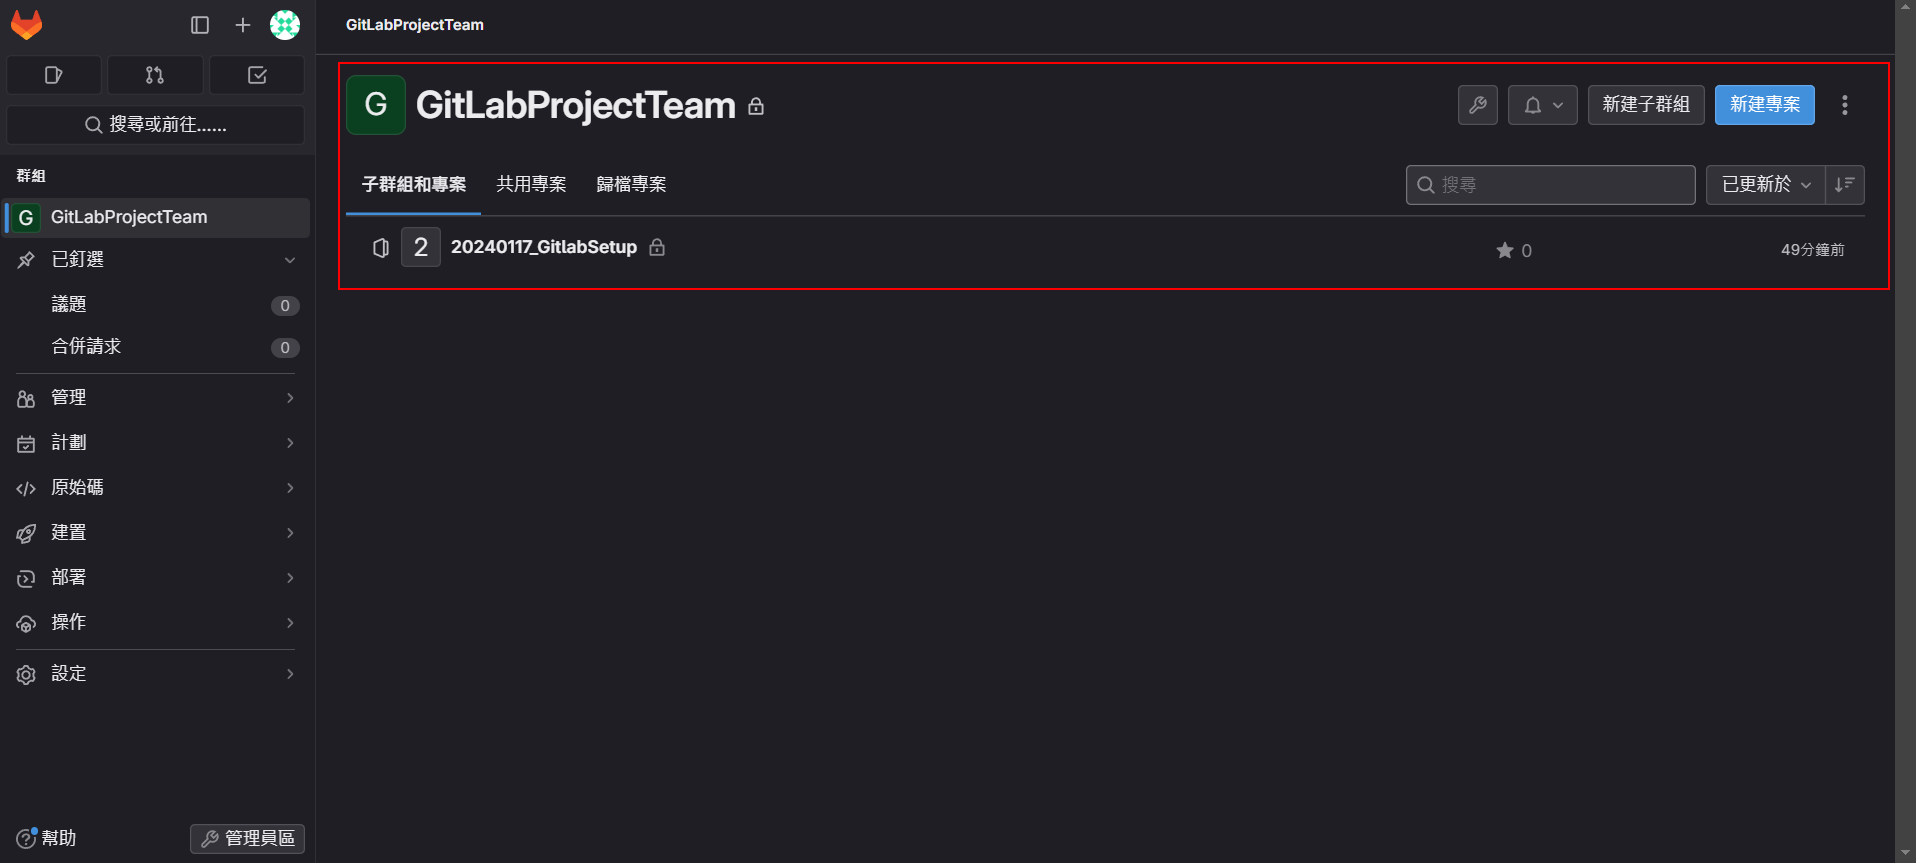 GitLabProjectTeam
搜尋或前往......
群組
G GitLabProjectTeam
已釘選
議題 0
合併請求 0
管理
計劃
原始碼
建置
部署
操作
設定
幫助
管理員區
G GitLabProjectTeam
新建子群組 新建專案
子群組和專案 共用專案 歸檔專案
搜尋 已更新於
2 20240117_GitlabSetup 0 49分鐘前